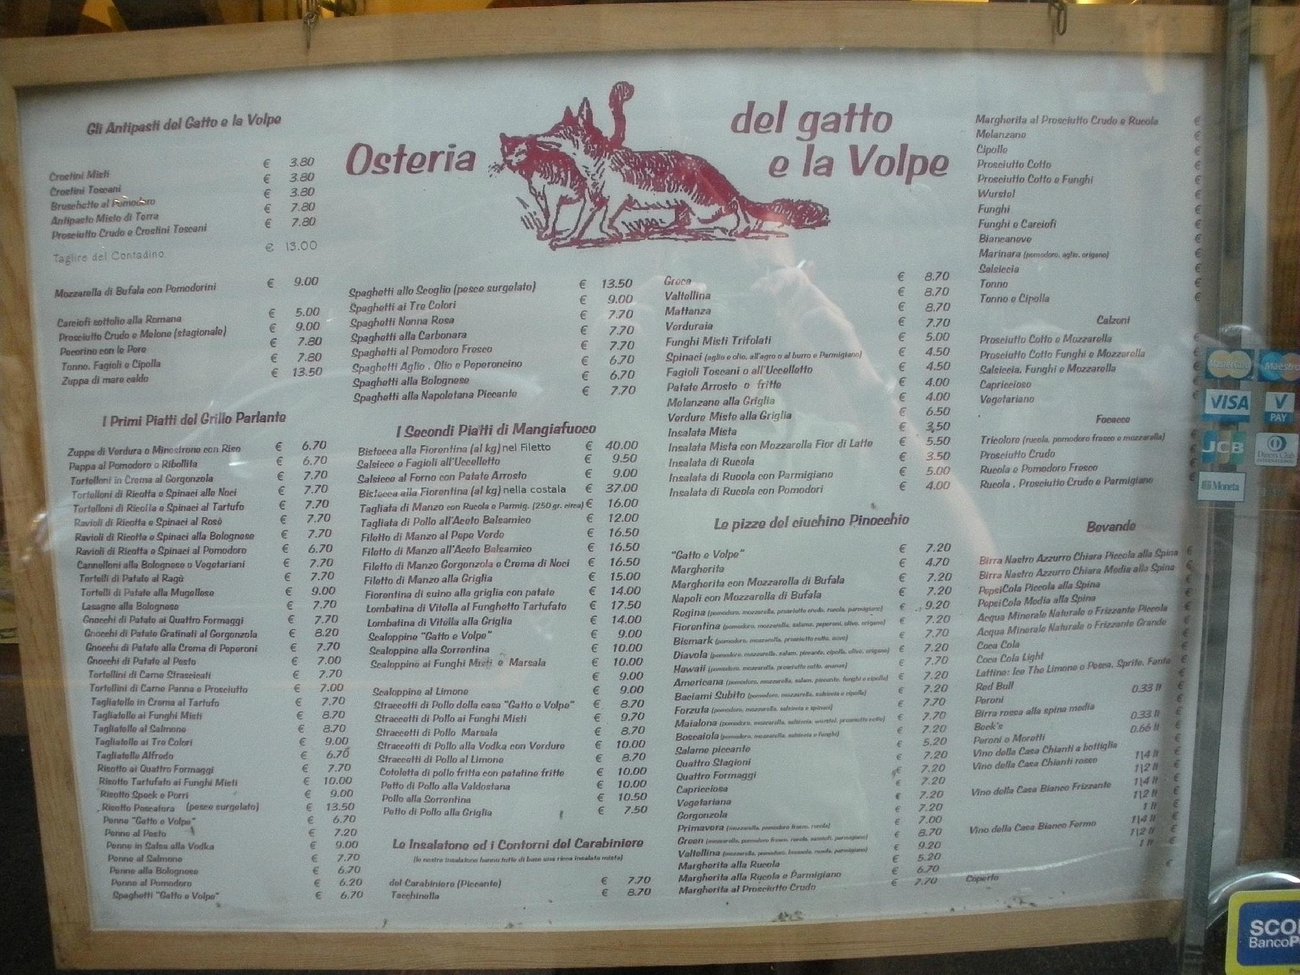 Osteria del gatto e la Volpe
Gli Antipasti del Gatto e la Volpe
Crostini Misti € 3.80
Crostini Toscani € 3.80
Bruschette al Pomodoro € 3.80
Antipasto Misto di Terra € 7.80
Prosciutto Crudo e Crostini Toscani € 7.80
Tagliere del Contadino € 13.00
Mozzarella di Bufala con Pomodorini € 9.00
Carciofi sottolio alla Romana € 5.00
Prosciutto Crudo e Melone (stagionale) € 9.00
Pecorino con le Pere € 7.80
Tonno, Fagioli e Cipolla € 7.80
Zuppa di mare calda € 13.50
I Primi Piatti del Grillo Parlante
Zuppa di Verdura o Minestrone con Riso € 6.70
Pappa al Pomodoro o Ribollita € 6.70
Tortelloni in Crema al Gorgonzola € 7.70
Tortelloni di Ricotta e Spinaci alle Noci € 7.70
Tortelloni di Ricotta e Spinaci al Tartufo € 7.70
Ravioli di Ricotta e Spinaci al Rosè € 7.70
Ravioli di Ricotta e Spinaci alla Bolognese € 7.70
Ravioli di Ricotta e Spinaci al Pomodoro € 6.70
Cannelloni alla Bolognese o Vegetariani € 7.70
Tortelli di Patate al Ragù € 7.70
Tortelli di Patate alla Mugellese € 9.00
Lasagne alla Bolognese € 7.70
Gnocchi di Patate ai Quattro Formaggi € 7.70
Gnocchi di Patate Gratinati al Gorgonzola € 8.20
Gnocchi di Patate alla Crema di Peperoni € 7.70
Gnocchi di Patate al Pesto € 7.00
Tortellini di Carne Strascicati € 7.70
Tortellini di Carne Panna e Prosciutto € 7.00
Tagliatelle in Crema al Tartufo € 7.70
Tagliatelle ai Funghi Misti € 8.70
Tagliatelle al Salmone € 8.70
Tagliatelle ai Tre Colori € 9.00
Tagliatelle Alfredo € 6.70
Risotto ai Quattro Formaggi € 7.70
Risotto Tartufato ai Funghi Misti € 10.00
Risotto Speck e Porri € 9.00
Risotto Pescatora (pesce surgelato) € 13.50
Penne "Gatto e Volpe" € 6.70
Penne al Pesto € 7.20
Penne in Salsa alla Vodka € 9.00
Penne al Salmone € 7.70
Penne alla Bolognese € 6.70
Penne al Pomodoro € 6.20
Spaghetti "Gatto e Volpe" € 6.70
Spaghetti allo Scoglio (pesce surgelato) € 13.50
Spaghetti ai Tre Colori € 9.00
Spaghetti Nonna Rosa € 7.70
Spaghetti alla Carbonara € 7.70
Spaghetti al Pomodoro Fresco € 7.70
Spaghetti Aglio, Olio e Peperoncino € 6.70
Spaghetti alla Bolognese € 6.70
Spaghetti alla Napoletana Piccante € 7.70
I Secondi Piatti di Mangiafuoco
Bistecca alla Fiorentina (al kg) nel Filetto € 40.00
Salsicce e Fagioli all'Uccelletto € 9.50
Salsicce al Forno con Patate Arrosto € 9.00
Bistecca alla Fiorentina (al kg) nella costala € 37.00
Tagliata di Manzo con Rucola e Parmig. (250 gr. circa) € 16.00
Tagliata di Pollo all'Aceto Balsamico € 12.00
Filetto di Manzo al Pepe Verde € 16.50
Filetto di Manzo all'Aceto Balsamico € 16.50
Filetto di Manzo Gorgonzola e Crema di Noci € 16.50
Filetto di Manzo alla Griglia € 15.00
Fiorentina di suino alla griglia con patate € 14.00
Lombatina di Vitella al Funghetto Tartufato € 17.50
Lombatina di Vitella alla Griglia € 14.00
Scaloppine "Gatto e Volpe" € 9.00
Scaloppine alla Sorrentina € 10.00
Scaloppine ai Funghi Misti o Marsala € 10.00
€ 9.00
Scaloppine al Limone € 9.00
Straccetti di Pollo della casa "Gatto e Volpe" € 8.70
Straccetti di Pollo ai Funghi Misti € 9.70
Straccetti di Pollo Marsala € 8.70
Straccetti di Pollo alla Vodka con Verdure € 10.00
Straccetti di Pollo al Limone € 8.70
Cotoletta di pollo fritta con patatine fritte € 10.00
Petto di Pollo alla Valdostana € 10.00
Pollo alla Sorrentina € 10.50
Petto di Pollo alla Griglia € 7.50
Le Insalatone ed i Contorni del Carabiniere
(le nostre insalatone hanno tutte di base una ricca insalata mista)
del Carabiniere (Piccante) € 7.70
Tacchinella € 8.70
Greca € 8.70
Valtellina € 8.70
Mattanza € 8.70
Verduraia € 7.70
Funghi Misti Trifolati € 5.00
Spinaci (aglio e olio, all'agro o al burro e Parmigiano) € 4.50
Fagioli Toscani o all'Uccelletto € 4.50
Patate Arrosto o fritte € 4.00
Melanzane alla Griglia € 4.00
Verdure Miste alla Griglia € 6.50
Insalata Mista € 3,50
Insalata Mista con Mozzarella Fior di Latte € 5.50
Insalata di Rucola € 3.50
Insalata di Rucola con Parmigiano € 5.00
Insalata di Rucola con Pomodori € 4.00
Le pizze del ciuchino Pinocchio
"Gatto e Volpe" € 7.20
Margherita € 4.70
Margherita con Mozzarella di Bufala € 7.20
Napoli con Mozzarella di Bufala € 7.20
Regina (pomodoro, mozzarella, prosciutto crudo, rucola, parmigiano) € 9.20
Fiorentina (pomodoro, mozzarella, salame, peperoni, olive, origano) € 7.20
Bismark (pomodoro, mozzarella, prosciutto cotto, uovo) € 7.70
Diavola (pomodoro, mozzarella, salam. piccante, cipolla, olive, origano) € 7.20
Hawaii (pomodoro, mozzarella, prosciutto cotto, ananas) € 7.70
Americana (pomodoro, mozzarella, salam. piccante, funghi e cipolla) € 7.20
Baciami Subito (pomodoro, mozzarella, salsiccia e cipolla) € 7.20
Forzuta (pomodoro, mozzarella, salsiccia e spinaci) € 7.20
Maialona (pomodoro, mozzarella, salsiccia, wurstel, prosciutto cotto) € 7.70
Boscaiola (pomodoro, mozzarella, salsiccia e funghi) € 7.20
Salame piccante € 5.20
Quattro Stagioni € 7.20
Quattro Formaggi € 7.20
Capricciosa € 7.20
Vegetariana € 7.20
Gorgonzola € 7.00
Primavera (mozzarella, pomodoro fresco, rucola) € 8.70
Green € 9.20
Valtellina (mozzarella, pomodoro, bresaola, rucola, parmigiano) € 5.20
Margherita alla Rucola € 6.70
Margherita alla Rucola e Parmigiano € 7.70
Margherita al Prosciutto Crudo
Margherita al Prosciutto Crudo e Rucola €
Melanzane €
Cipolle €
Prosciutto Cotto €
Prosciutto Cotto e Funghi €
Wurstel €
Funghi €
Funghi e Carciofi €
Biancaneve €
Marinara (pomodoro, aglio, origano) €
Salsiccia €
Tonno €
Tonno e Cipolla €
Calzoni
Prosciutto Cotto e Mozzarella
Prosciutto Cotto Funghi e Mozzarella
Salsiccia, Funghi e Mozzarella
Capriccioso
Vegetariano
Focacce
Tricolore (rucola, pomodoro fresco e mozzarella)
Prosciutto Crudo
Rucola e Pomodoro Fresco
Rucola, Prosciutto Crudo e Parmigiano
Bevande
Birra Nastro Azzurro Chiara Piccola alla Spina €
Birra Nastro Azzurro Chiara Media alla Spina €
PepsiCola Piccola alla Spina €
PepsiCola Media alla Spina €
Acqua Minerale Naturale o Frizzante Piccola €
Acqua Minerale Naturale o Frizzante Grande €
Coca Cola €
Coca Cola Light €
Lattine: Ice The Limone o Pesca, Sprite, Fanta €
Red Bull €
Peroni 0.33 lt €
Birra rossa alla spina media €
Beck's 0.33 lt €
Peroni o Moretti 0.66 lt €
Vino della Casa Chianti a bottiglia €
Vino della Casa Chianti rosso 1\4 lt €
1\2 lt €
Vino della Casa Bianco Frizzante 1\4 lt €
1\2 lt €
1 lt €
Vino della Casa Bianco Fermo 1\4 lt €
1\2 lt €
1 lt €
Coperto €
Maestro
VISA
V PAY
JCB
Diners Club
Moneta
SCO
BancoP